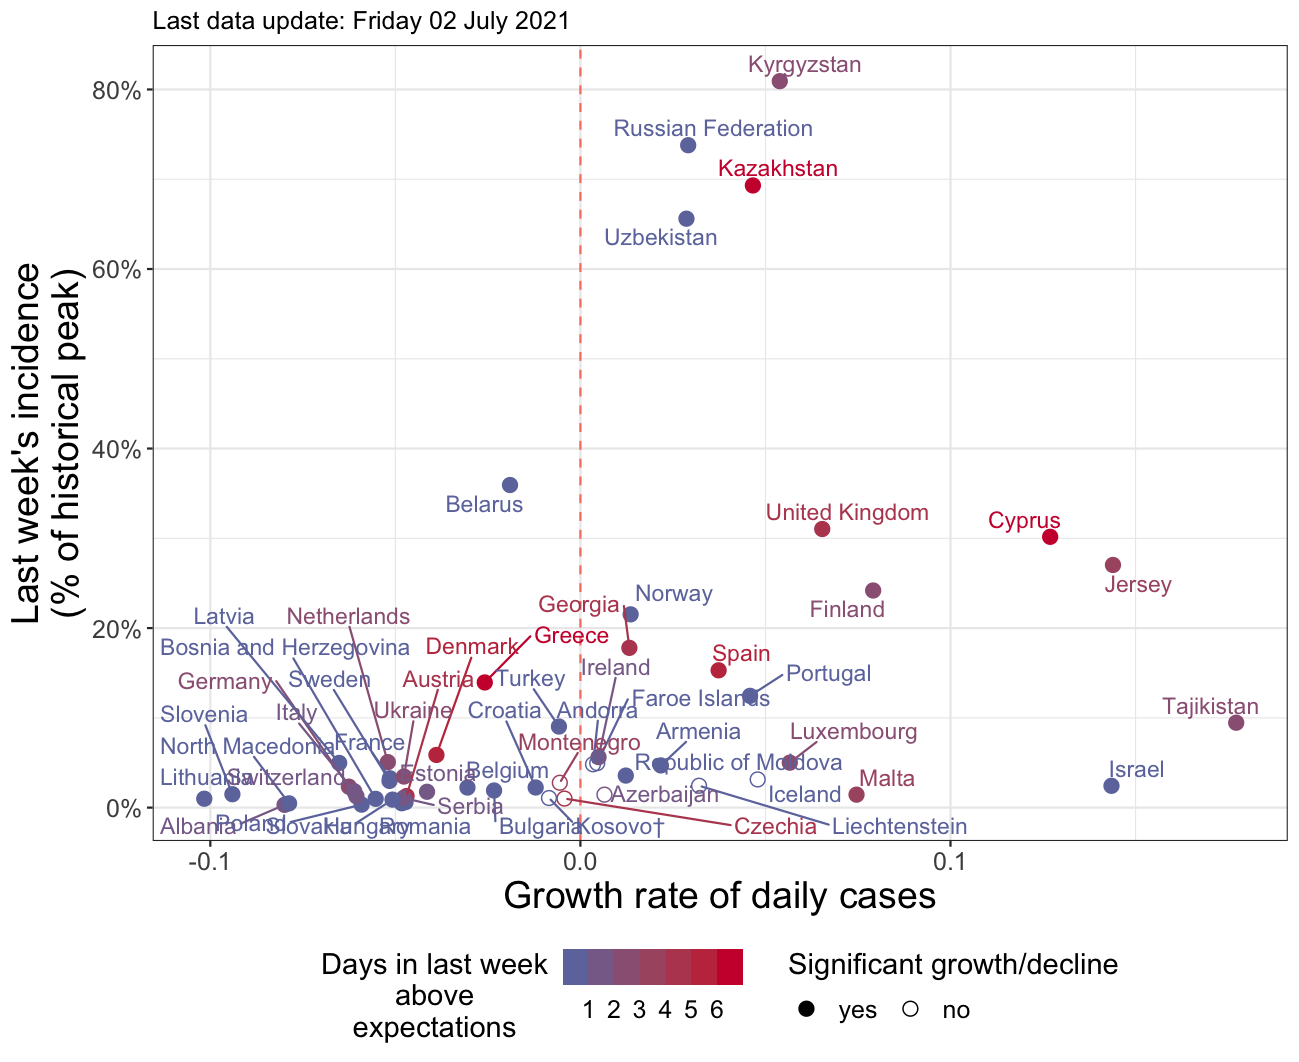 Last data update: Friday 02 July 2021
Last week's incidence
(% of historical peak)
80%
60%
40%
20%
0%
Kyrgyzstan
Russian Federation
Kazakhstan
Uzbekistan
Belarus
United Kingdom
Cyprus
Jersey
Finland
Norway
Georgia
Latvia
Netherlands
Greece
Bosnia and Herzegovina
Denmark
Spain
Ireland
Portugal
Germany
Sweden
Austria
Turkey
Faroe Islands
Tajikistan
Slovenia
Italy
Ukraine
Croatia
Andorra
Armenia
Luxembourg
North Macedonia
France
Montenegro
Republic of Moldova
Israel
Lithuania
Switzerland
Estonia
Belgium
Malta
Azerbaijan
Iceland
Serbia
Albania
Poland
Slovakia
Hungary
Romania
Bulgaria
Kosovo†
Czechia
Liechtenstein
-0.1
0.0
0.1
Growth rate of daily cases
Days in last week
above
expectations
1 2 3 4 5 6
Significant growth/decline
yes
no